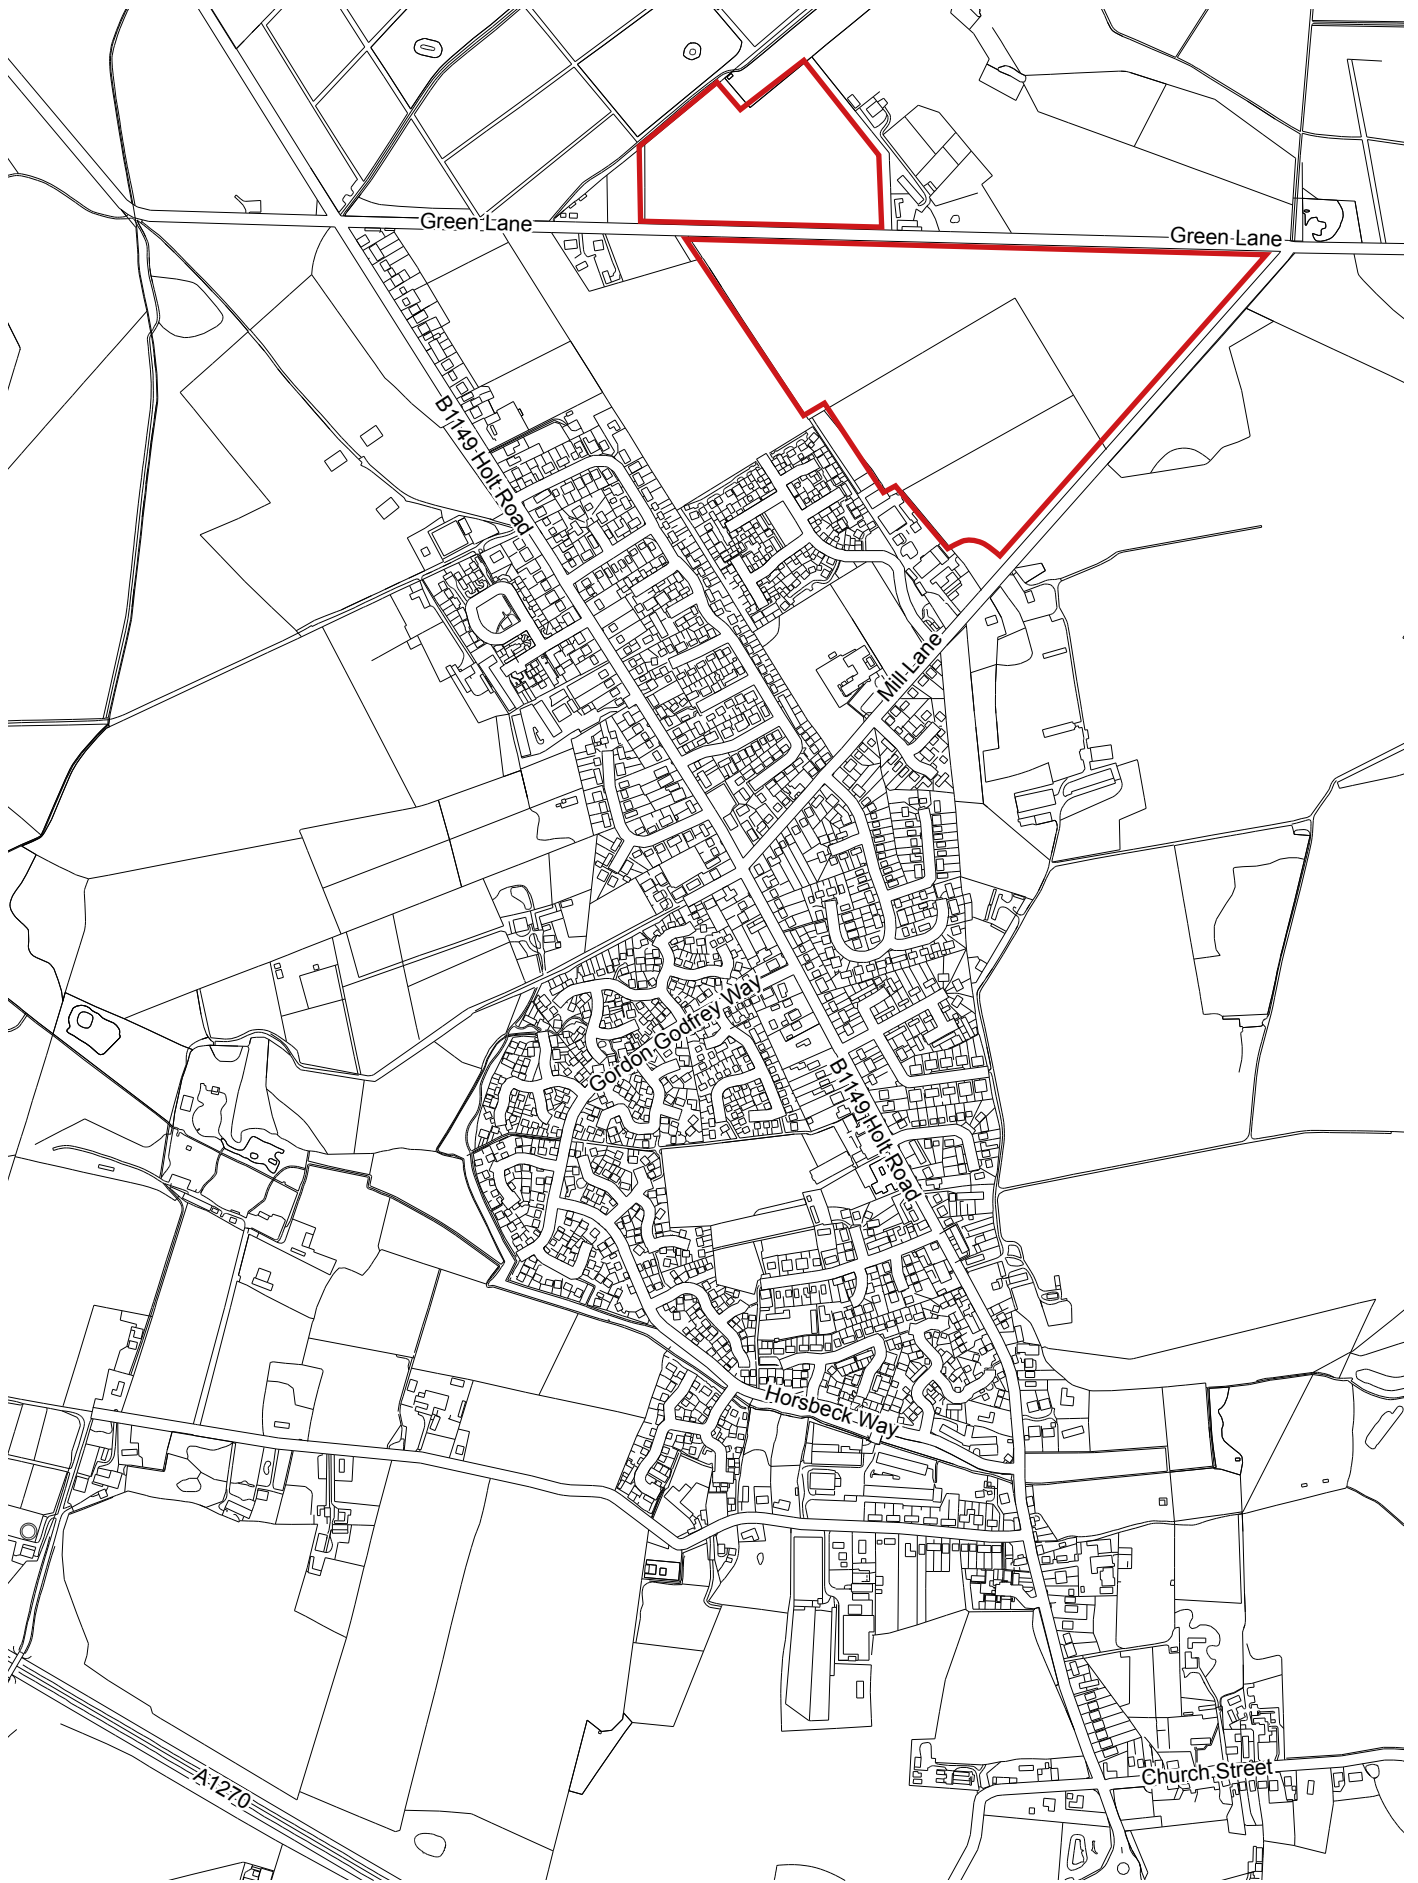 Green Lane
Green Lane
B1149 Holt Road
Mill Lane
Gordon Godfrey Way
B1149 Holt Road
Horsbeck Way
Church Street
A1270